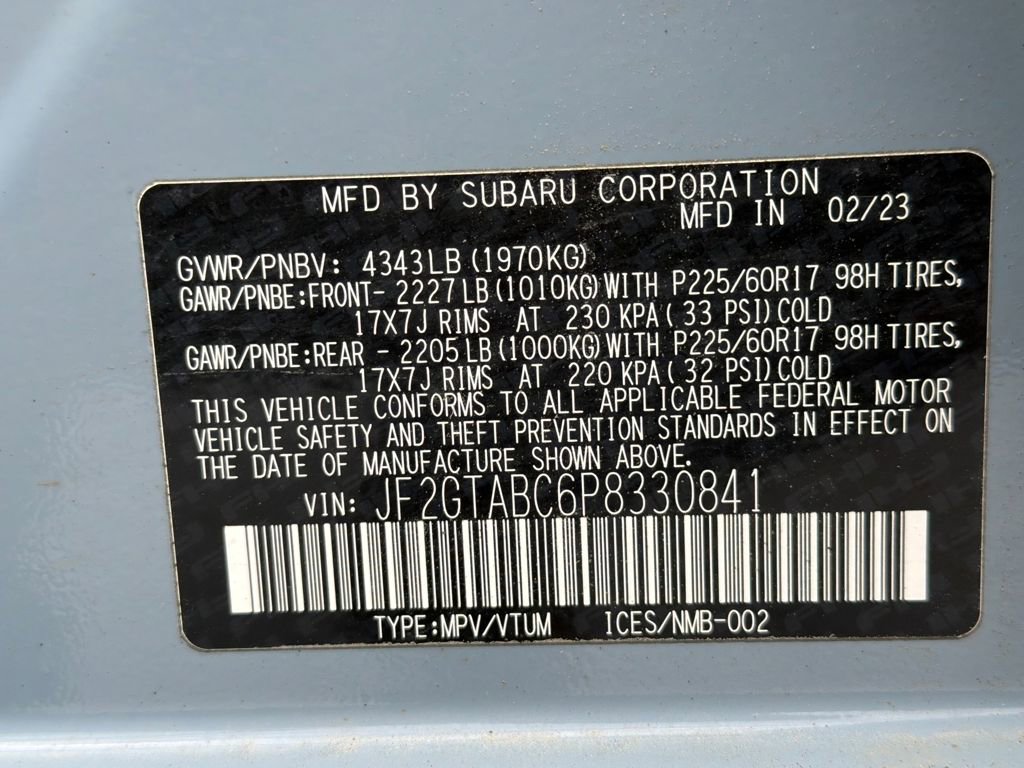 MFD BY SUBARU CORPORATION
MFD IN 02/23
GVWR/PNBV: 4343LB (1970KG)
GAWR/PNBE:FRONT- 2227LB (1010KG) WITH P225/60R17 98H TIRES,
17X7J RIMS AT 230 KPA ( 33 PSI) COLD
GAWR/PNBE:REAR - 2205LB (1000KG) WITH P225/60R17 98H TIRES,
17X7J RIMS AT 220 KPA ( 32 PSI) COLD
THIS VEHICLE CONFORMS TO ALL APPLICABLE FEDERAL MOTOR
VEHICLE SAFETY AND THEFT PREVENTION STANDARDS IN EFFECT ON
THE DATE OF MANUFACTURE SHOWN ABOVE.
VIN: JF2GTABC6P8330841
TYPE:MPV/VTUM ICES/NMB-002